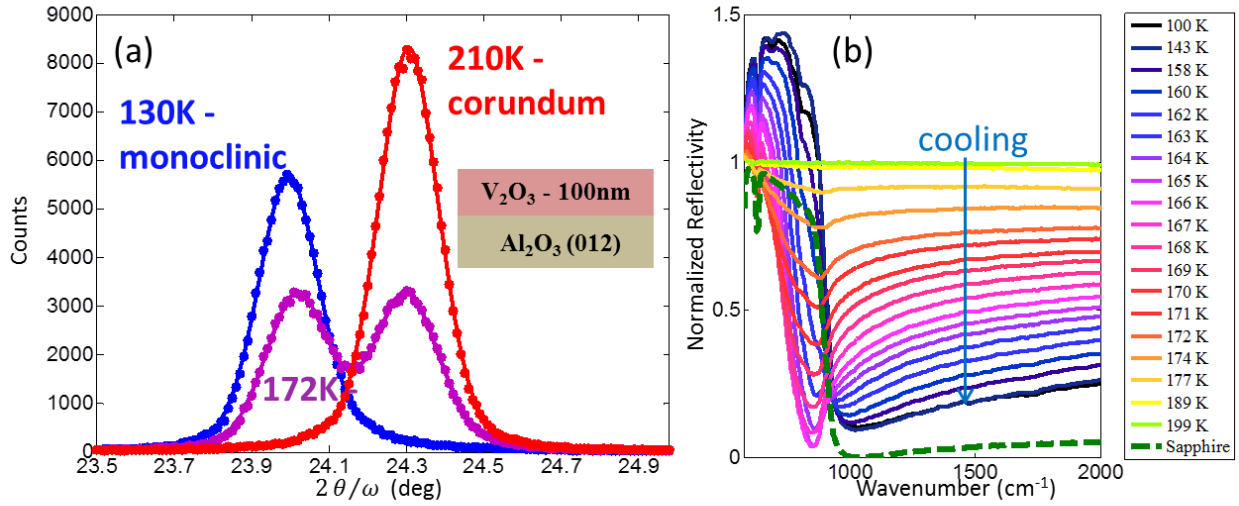 9000
8000
7000
6000
5000
4000
3000
2000
1000
0
Counts
(a)
130K -
monoclinic
210K -
corundum
172K -
V₂O₃ - 100nm
Al₂O₃ (012)
23.5 23.7 23.9 24.1 24.3 24.5 24.7 24.9
2 θ/ω (deg)
1.5
1
0.5
0
Normalized Reflectivity
(b)
cooling
1000 1500 2000
Wavenumber (cm⁻¹)
100 K
143 K
158 K
160 K
162 K
163 K
164 K
165 K
166 K
167 K
168 K
169 K
170 K
171 K
172 K
174 K
177 K
189 K
199 K
Sapphire